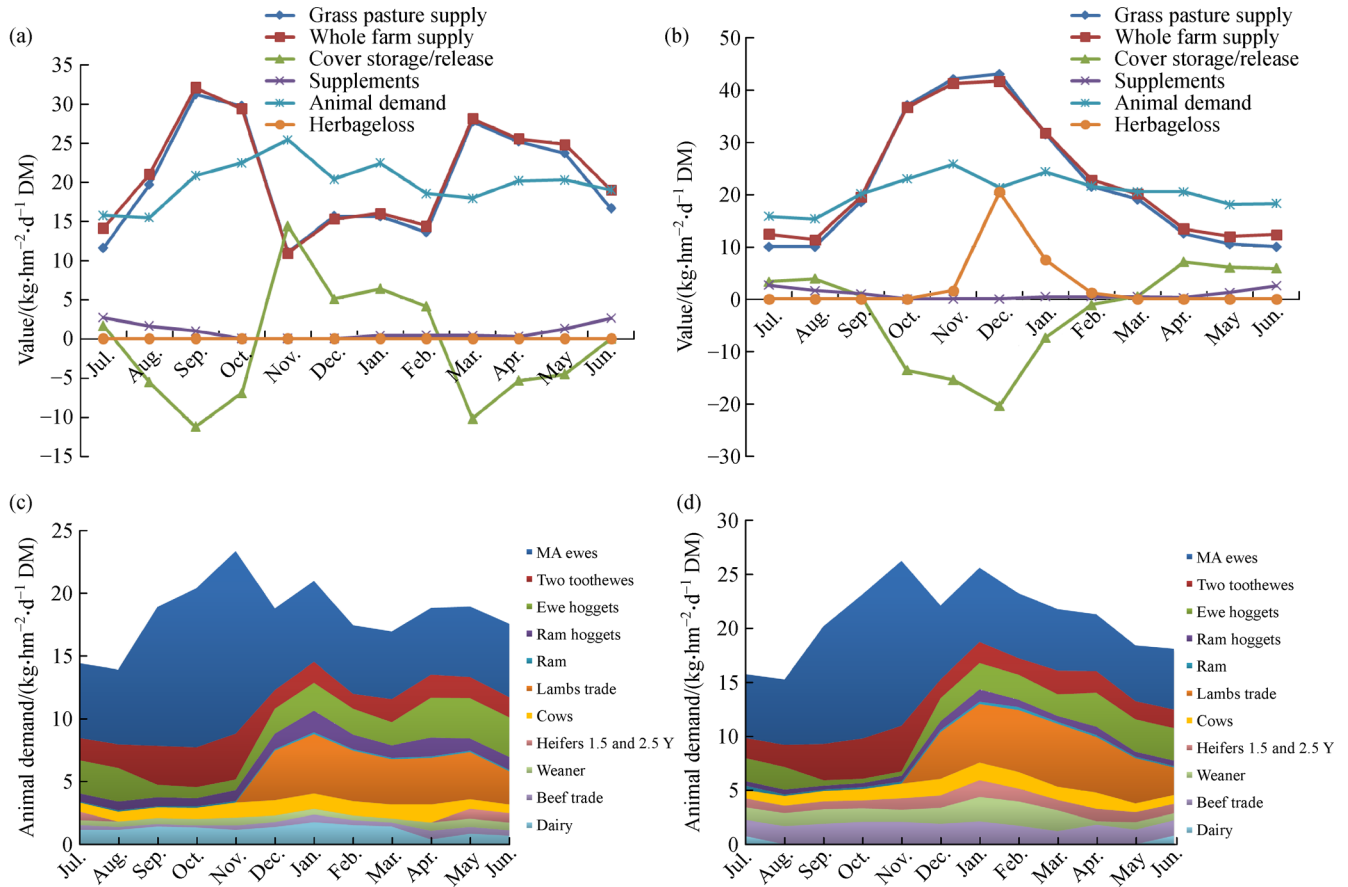 (a)
Grass pasture supply
Whole farm supply
Cover storage/release
Supplements
Animal demand
Herbageloss
Value/(kg·hm⁻²·d⁻¹ DM)
35
30
25
20
15
10
5
0
−5
−10
−15
Jul.
Aug.
Sep.
Oct.
Nov.
Dec.
Jan.
Feb.
Mar.
Apr.
May
Jun.
(b)
Grass pasture supply
Whole farm supply
Cover storage/release
Supplements
Animal demand
Herbageloss
Value/(kg·hm⁻²·d⁻¹ DM)
50
40
30
20
10
0
−10
−20
−30
Jul.
Aug.
Sep.
Oct.
Nov.
Dec.
Jan.
Feb.
Mar.
Apr.
May
Jun.
(c)
Animal demand/(kg·hm⁻²·d⁻¹ DM)
25
20
15
10
5
0
Jul.
Aug.
Sep.
Oct.
Nov.
Dec.
Jan.
Feb.
Mar.
Apr.
May
Jun.
MA ewes
Two toothewes
Ewe hoggets
Ram hoggets
Ram
Lambs trade
Cows
Heifers 1.5 and 2.5 Y
Weaner
Beef trade
Dairy
(d)
Animal demand/(kg·hm⁻²·d⁻¹ DM)
30
25
20
15
10
5
0
Jul.
Aug.
Sep.
Oct.
Nov.
Dec.
Jan.
Feb.
Mar.
Apr.
May
Jun.
MA ewes
Two toothewes
Ewe hoggets
Ram hoggets
Ram
Lambs trade
Cows
Heifers 1.5 and 2.5 Y
Weaner
Beef trade
Dairy